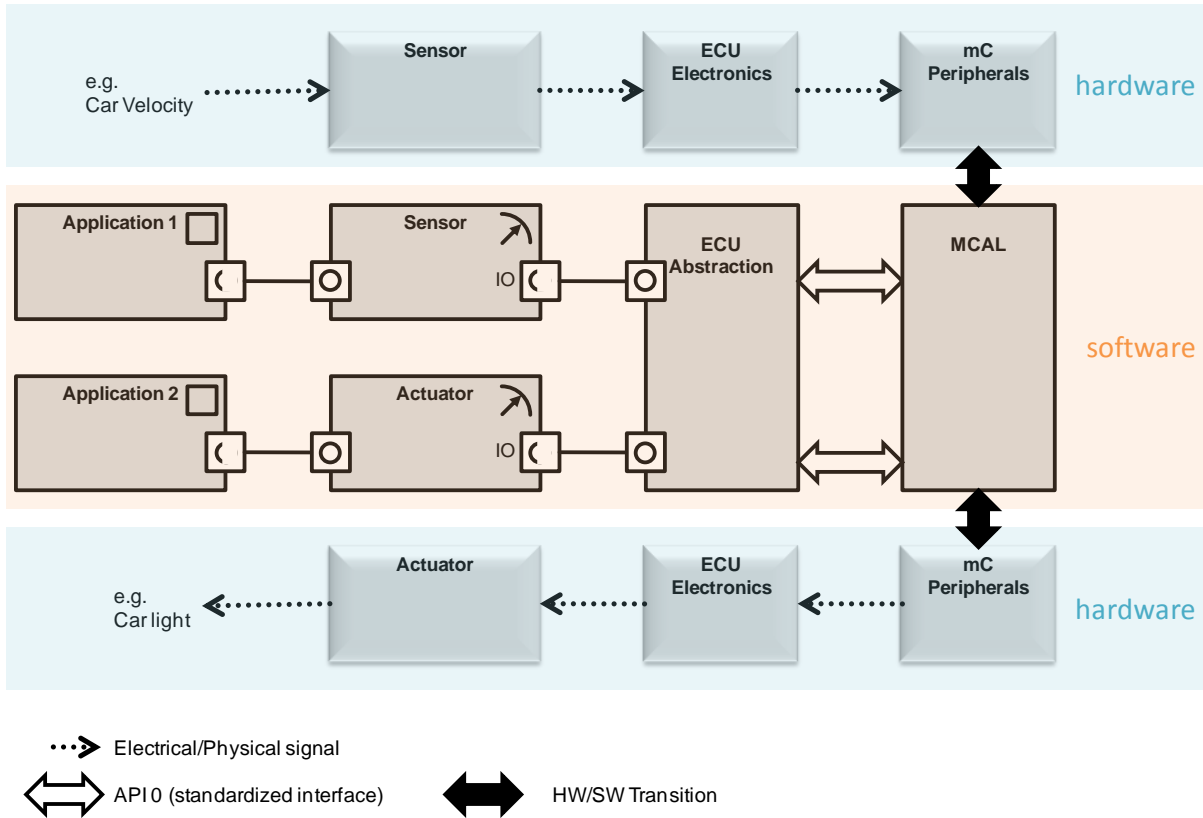 Sensor
ECU
Electronics
mC
Peripherals
e.g.
Car Velocity
hardware
Application 1
Sensor
IO
ECU
Abstraction
MCAL
software
Application 2
Actuator
IO
Actuator
ECU
Electronics
mC
Peripherals
e.g.
Car light
hardware
Electrical/Physical signal
API 0 (standardized interface)
HW/SW Transition